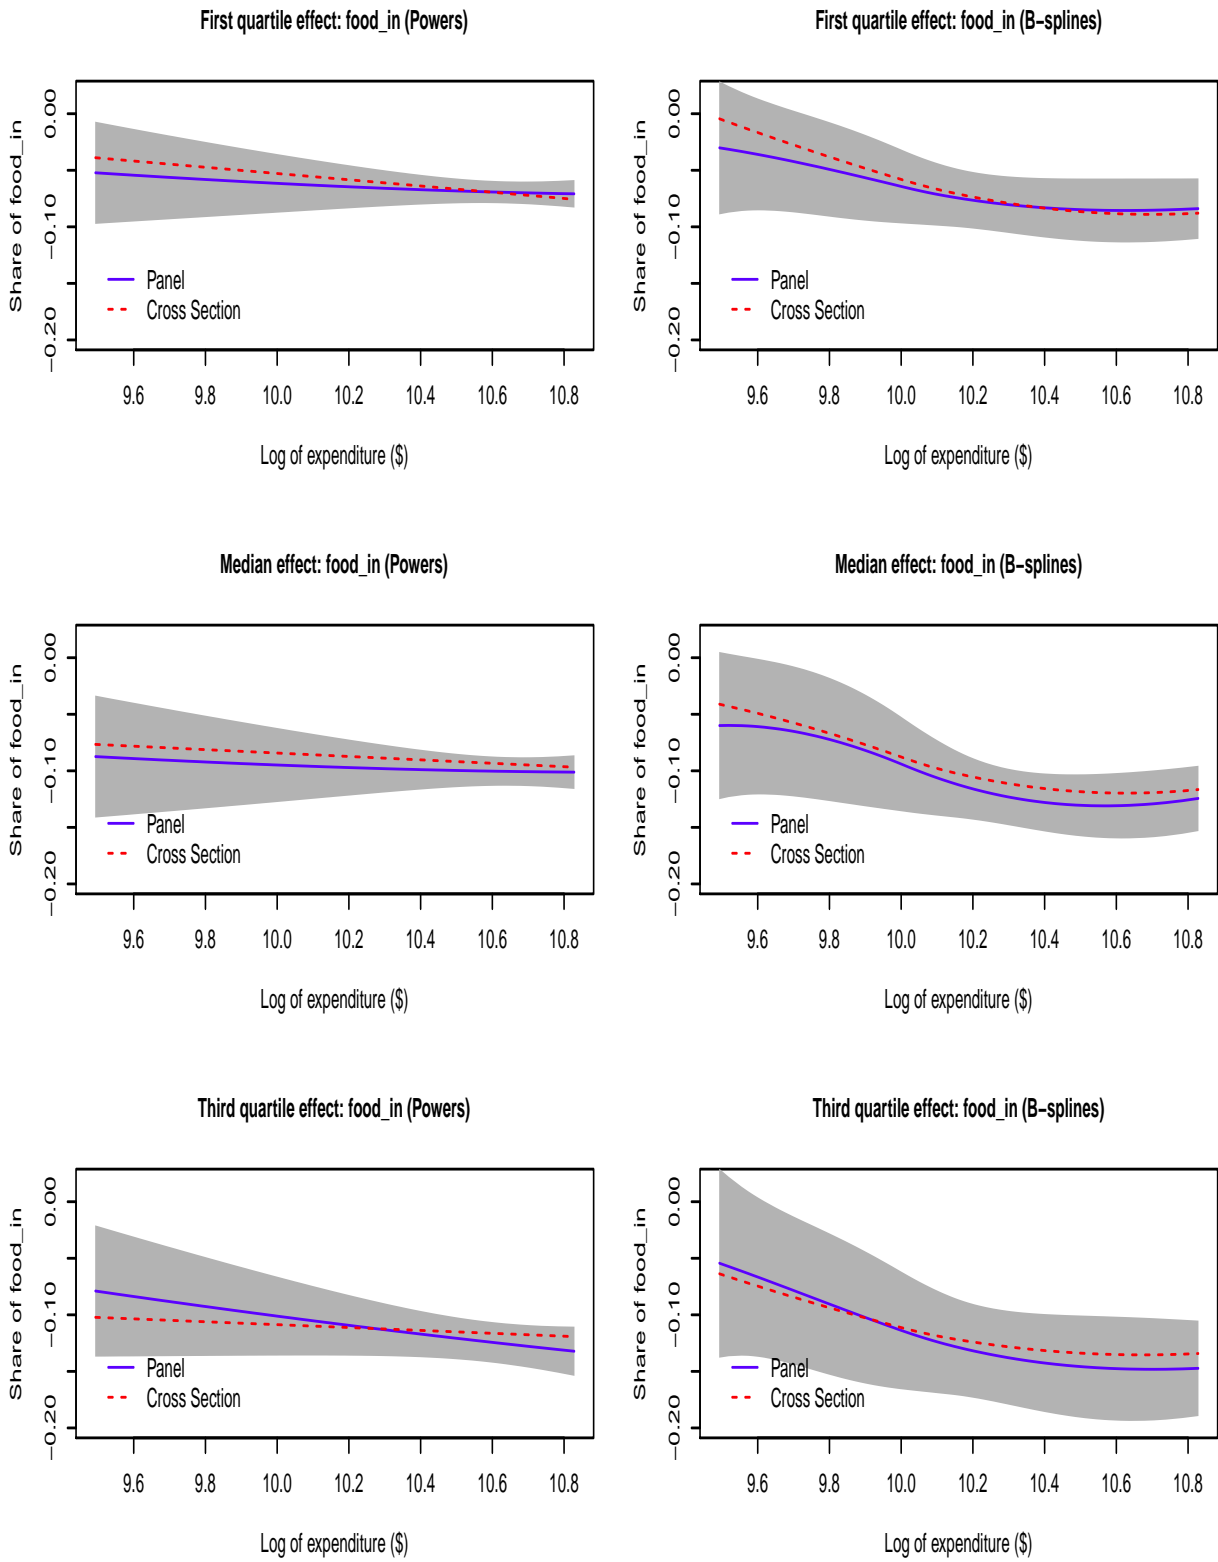 First quartile effect: food_in (Powers)
Share of food_in
0.00
−0.10
−0.20
Panel
Cross Section
9.6 9.8 10.0 10.2 10.4 10.6 10.8
Log of expenditure ($)
First quartile effect: food_in (B−splines)
Share of food_in
0.00
−0.10
−0.20
Panel
Cross Section
9.6 9.8 10.0 10.2 10.4 10.6 10.8
Log of expenditure ($)
Median effect: food_in (Powers)
Share of food_in
0.00
−0.10
−0.20
Panel
Cross Section
9.6 9.8 10.0 10.2 10.4 10.6 10.8
Log of expenditure ($)
Median effect: food_in (B−splines)
Share of food_in
0.00
−0.10
−0.20
Panel
Cross Section
9.6 9.8 10.0 10.2 10.4 10.6 10.8
Log of expenditure ($)
Third quartile effect: food_in (Powers)
Share of food_in
0.00
−0.10
−0.20
Panel
Cross Section
9.6 9.8 10.0 10.2 10.4 10.6 10.8
Log of expenditure ($)
Third quartile effect: food_in (B−splines)
Share of food_in
0.00
−0.10
−0.20
Panel
Cross Section
9.6 9.8 10.0 10.2 10.4 10.6 10.8
Log of expenditure ($)